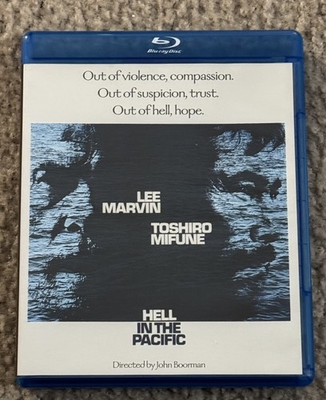 Blu-ray Disc
Out of violence, compassion.
Out of suspicion, trust.
Out of hell, hope.
LEE
MARVIN
TOSHIRO
MIFUNE
HELL
IN THE
PACIFIC
Directed by John Boorman